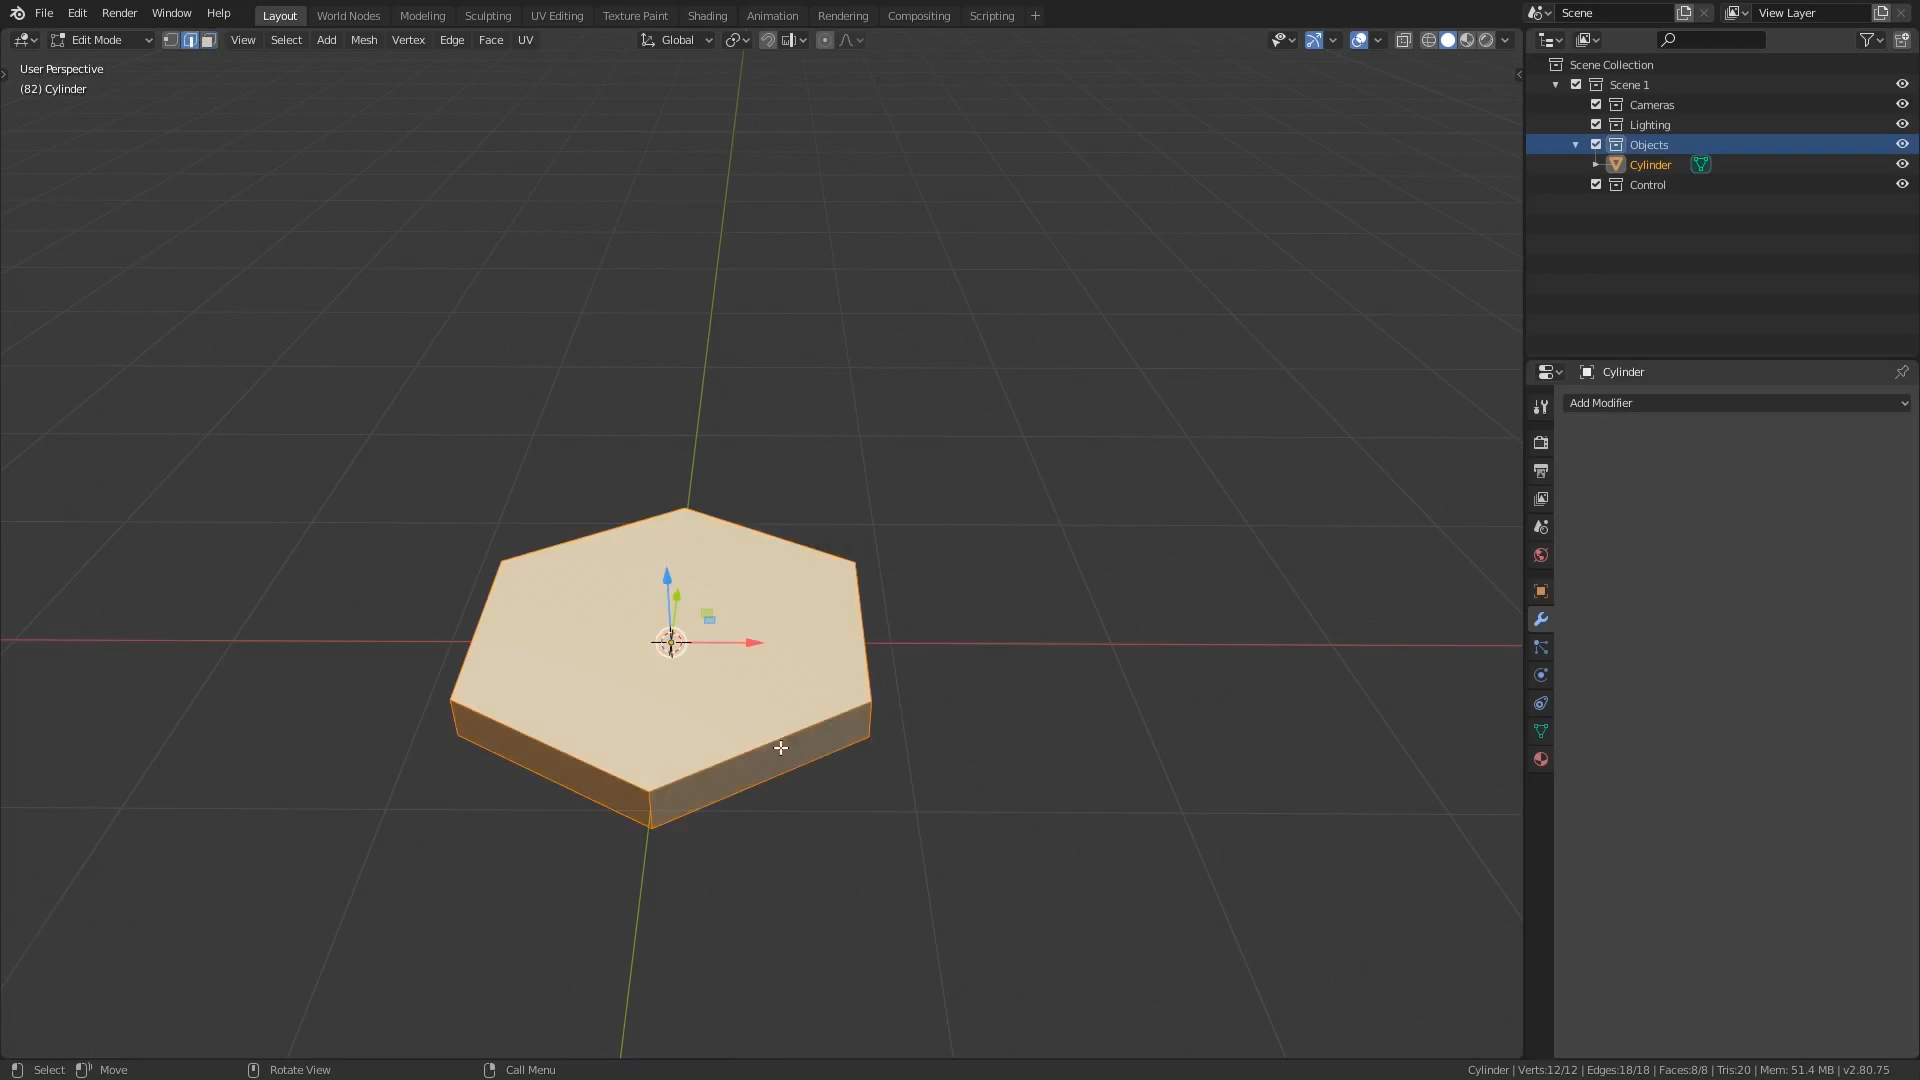 File Edit Render Window Help Layout World Nodes Modeling Sculpting UV Editing Texture Paint Shading Animation Rendering Compositing Scripting + Scene View Layer
Edit Mode View Select Add Mesh Vertex Edge Face UV Global
User Perspective
(82) Cylinder
Scene Collection
Scene 1
Cameras
Lighting
Objects
Cylinder
Control
Cylinder
Add Modifier
Select Move Rotate View Call Menu Cylinder | Verts:12/12 | Edges:18/18 | Faces:8/8 | Tris:20 | Mem: 51.4 MB | v2.80.75